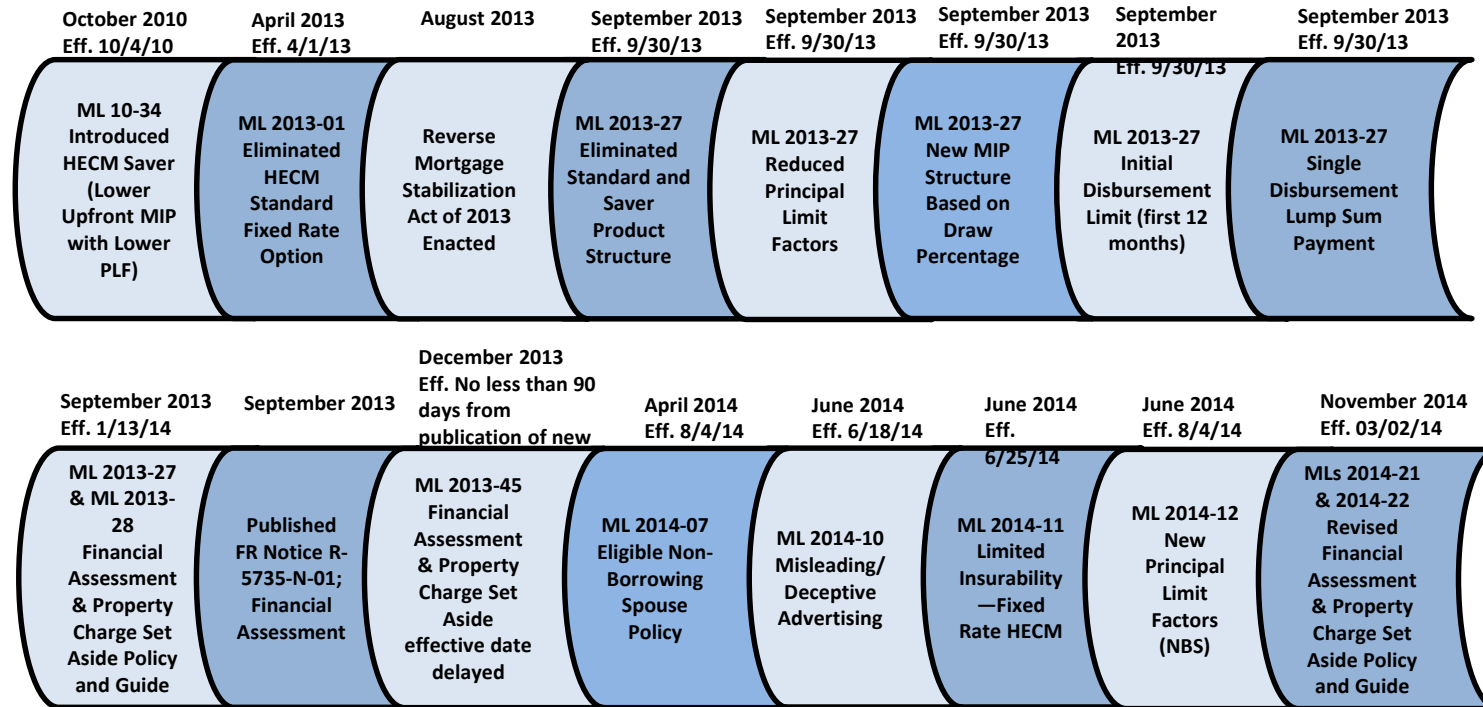 October 2010
Eff. 10/4/10
April 2013
Eff. 4/1/13
August 2013
September 2013
Eff. 9/30/13
September 2013
Eff. 9/30/13
September 2013
Eff. 9/30/13
September
2013
Eff. 9/30/13
September 2013
Eff. 9/30/13
ML 10-34
Introduced
HECM Saver
(Lower
Upfront MIP
with Lower
PLF)
ML 2013-01
Eliminated
HECM
Standard
Fixed Rate
Option
Reverse
Mortgage
Stabilization
Act of 2013
Enacted
ML 2013-27
Eliminated
Standard and
Saver
Product
Structure
ML 2013-27
Reduced
Principal
Limit
Factors
ML 2013-27
New MIP
Structure
Based on
Draw
Percentage
ML 2013-27
Initial
Disbursement
Limit (first 12
months)
ML 2013-27
Single
Disbursement
Lump Sum
Payment
September 2013
Eff. 1/13/14
September 2013
December 2013
Eff. No less than 90
days from
publication of new
April 2014
Eff. 8/4/14
June 2014
Eff. 6/18/14
June 2014
Eff.
6/25/14
June 2014
Eff. 8/4/14
November 2014
Eff. 03/02/14
ML 2013-27
& ML 2013-
28
Financial
Assessment
& Property
Charge Set
Aside Policy
and Guide
Published
FR Notice R-
5735-N-01;
Financial
Assessment
ML 2013-45
Financial
Assessment
& Property
Charge Set
Aside
effective date
delayed
ML 2014-07
Eligible Non-
Borrowing
Spouse
Policy
ML 2014-10
Misleading/
Deceptive
Advertising
ML 2014-11
Limited
Insurability
—Fixed
Rate HECM
ML 2014-12
New
Principal
Limit
Factors
(NBS)
MLs 2014-21
& 2014-22
Revised
Financial
Assessment
& Property
Charge Set
Aside Policy
and Guide